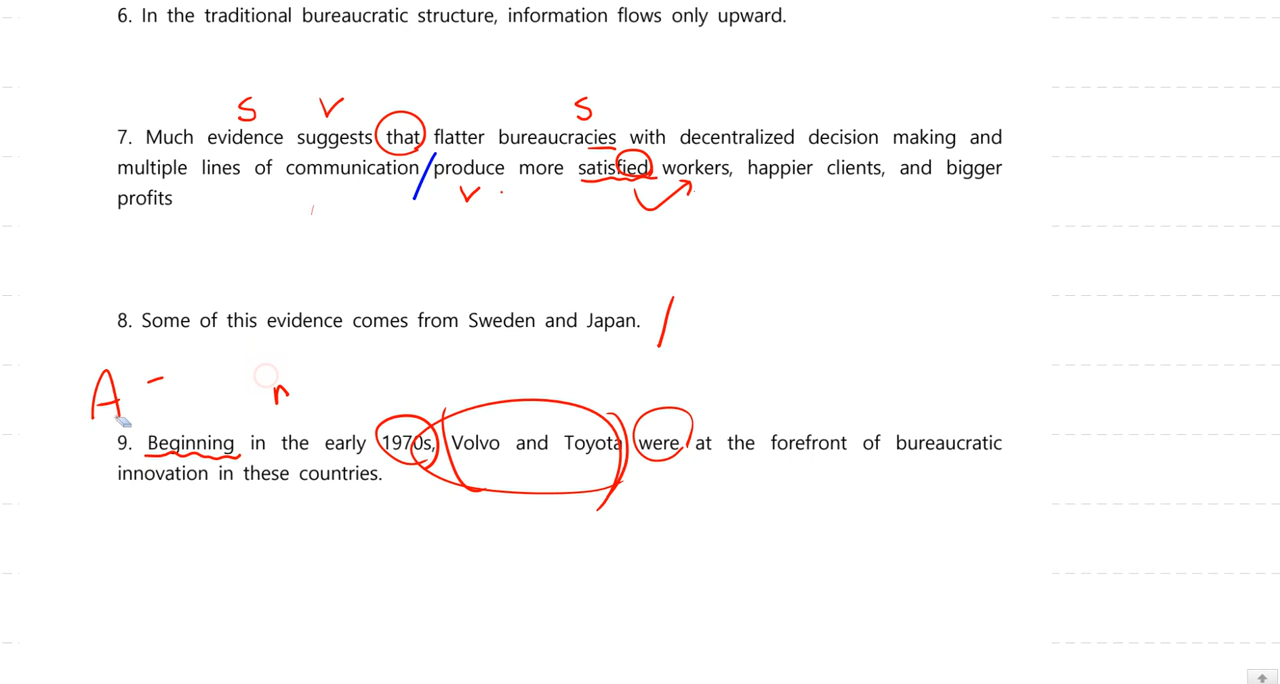 6. In the traditional bureaucratic structure, information flows only upward.
S V S
7. Much evidence suggests that flatter bureaucracies with decentralized decision making and
multiple lines of communication produce more satisfied workers, happier clients, and bigger
V
profits
8. Some of this evidence comes from Sweden and Japan.
A n
9. Beginning in the early 1970s, Volvo and Toyota were at the forefront of bureaucratic
innovation in these countries.